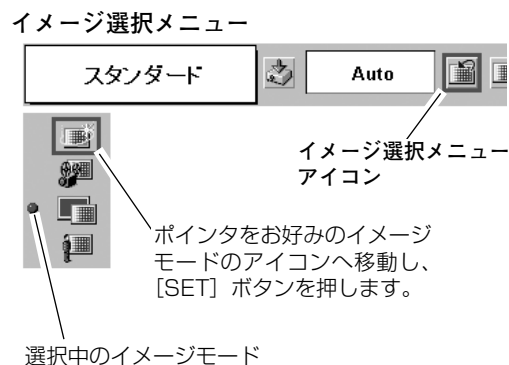 イメージ選択メニュー
スタンダード
Auto
イメージ選択メニュー
アイコン
ポインタをお好みのイメージ
モードのアイコンへ移動し、
［SET］ボタンを押します。
選択中のイメージモード